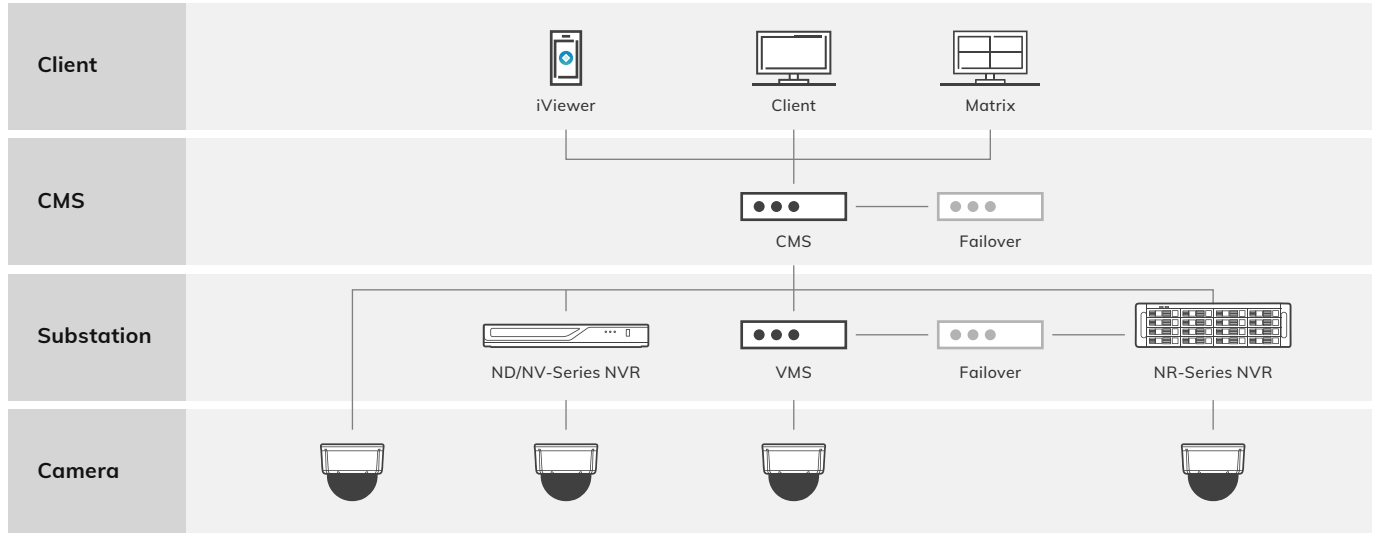 Client
iViewer
Client
Matrix
CMS
CMS
Failover
Substation
ND/NV-Series NVR
VMS
Failover
NR-Series NVR
Camera